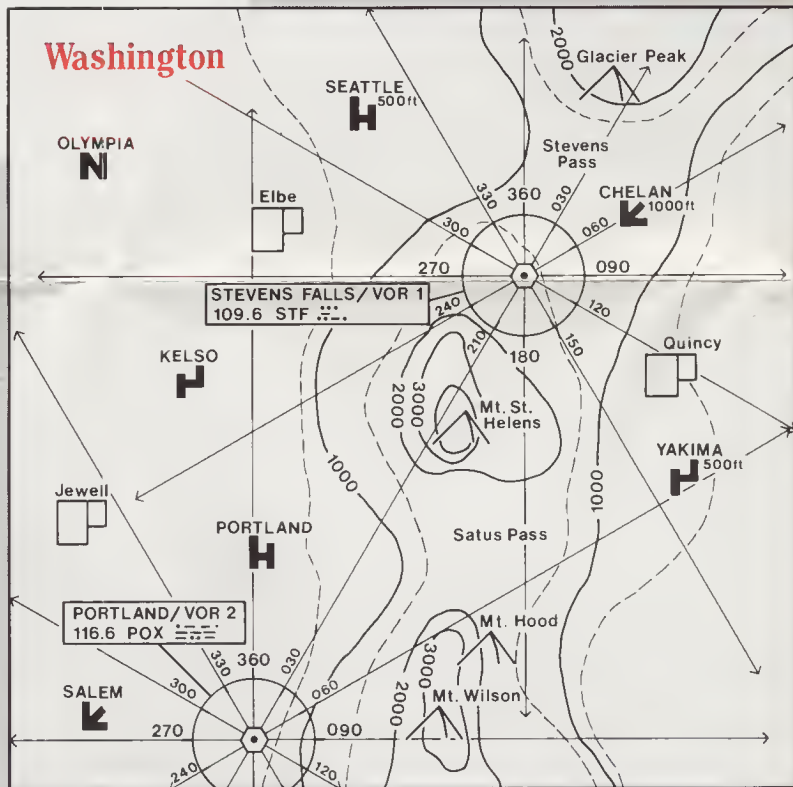 Washington
Glacier Peak
2000
SEATTLE
500ft
OLYMPIA
Stevens
Pass
Elbe
CHELAN
1000ft
330
360
030
300
060
270
090
STEVENS FALLS/VOR 1
109.6 STF
240
120
210
150
180
KELSO
Quincy
2000
3000
Mt. St.
Helens
1000
YAKIMA
500ft
1000
Jewell
PORTLAND
Satus Pass
PORTLAND/VOR 2
116.6 POX
Mt. Hood
330
360
030
300
060
3000
2000
Mt. Wilson
SALEM
270
090
240
120